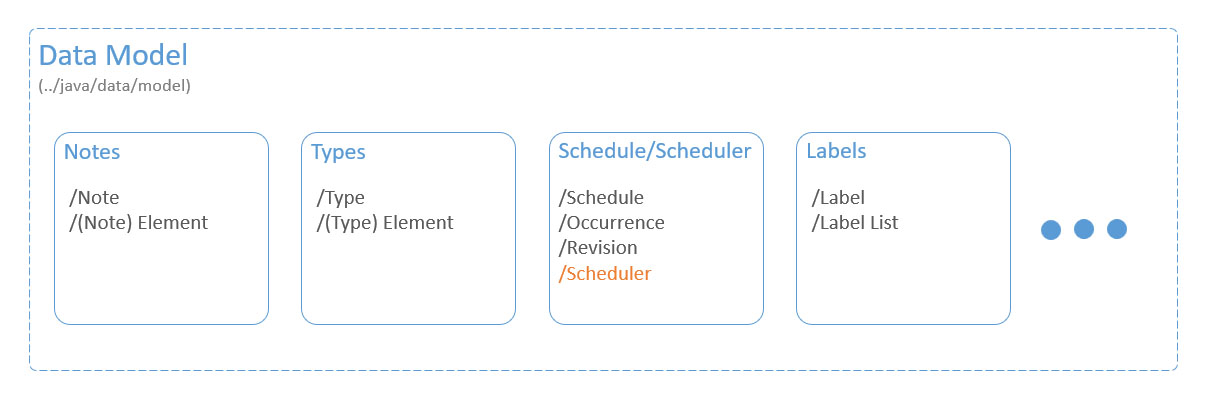 Data Model
(../java/data/model)
Notes
/Note
/(Note) Element
Types
/Type
/(Type) Element
Schedule/Scheduler
/Schedule
/Occurrence
/Revision
/Scheduler
Labels
/Label
/Label List